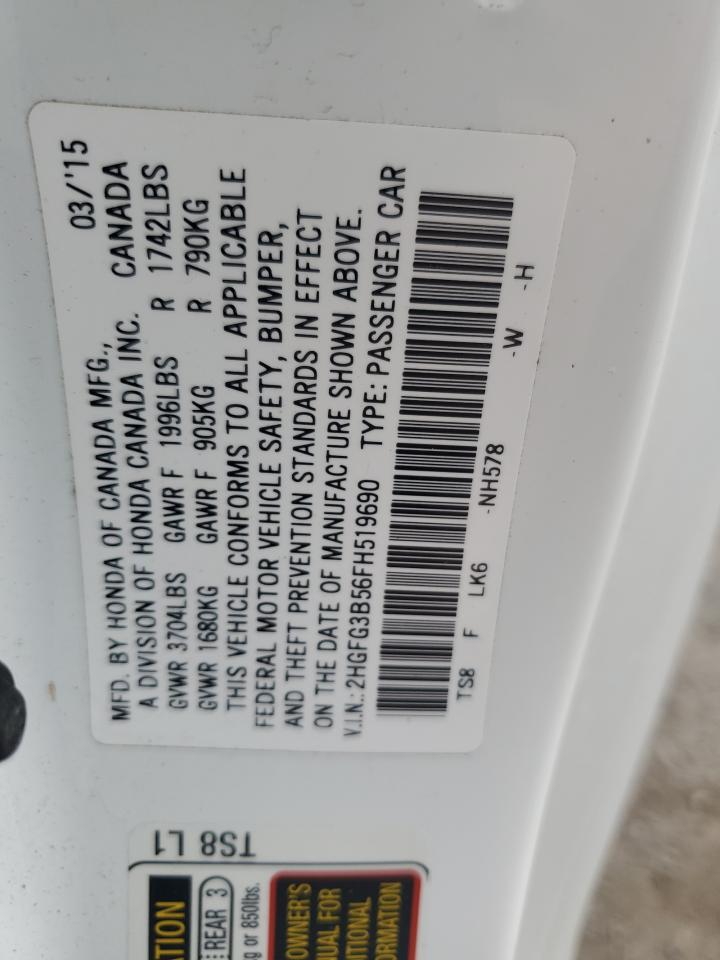 MFD. BY HONDA OF CANADA MFG., 03/'15
A DIVISION OF HONDA CANADA INC. CANADA
GVWR 3704LBS GAWR F 1996LBS R 1742LBS
GVWR 1680KG GAWR F 905KG R 790KG
THIS VEHICLE CONFORMS TO ALL APPLICABLE
FEDERAL MOTOR VEHICLE SAFETY, BUMPER,
AND THEFT PREVENTION STANDARDS IN EFFECT
ON THE DATE OF MANUFACTURE SHOWN ABOVE.
V.I.N.: 2HGFG3B56FH519690 TYPE: PASSENGER CAR
TS8 F LK6 -NH578 -W -H
TS8 L1
REAR 3
or 850lbs.
OWNER'S
FOR